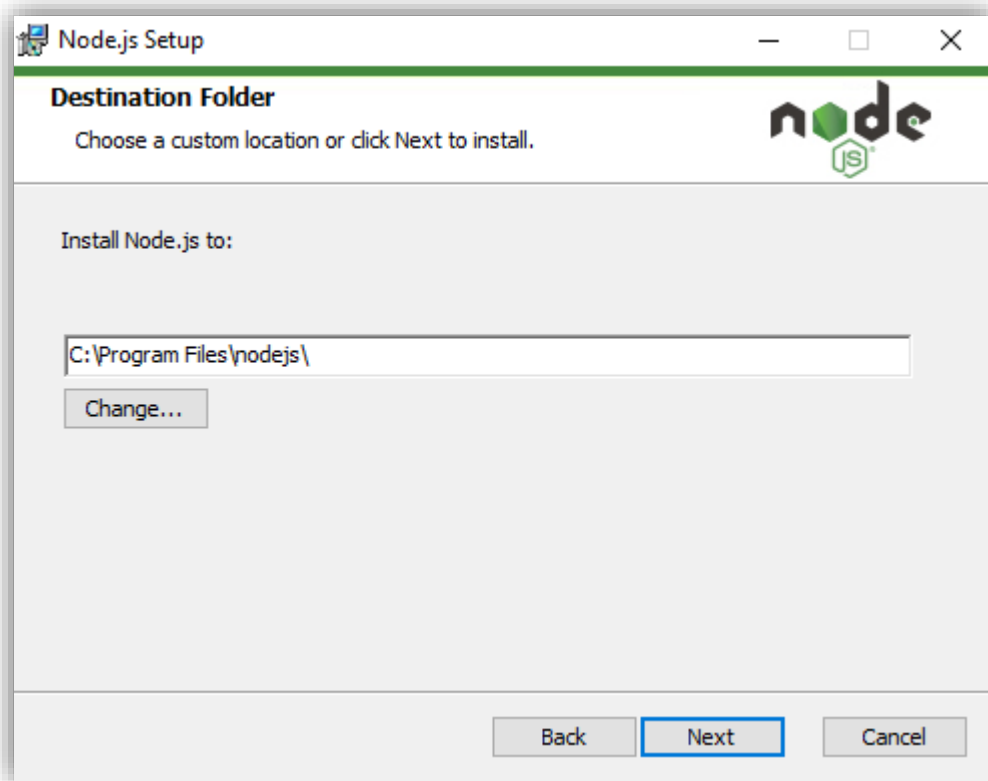 Node.js Setup
Destination Folder
Choose a custom location or click Next to install.
node
JS
Install Node.js to:
C:\Program Files\nodejs\
Change...
Back Next Cancel